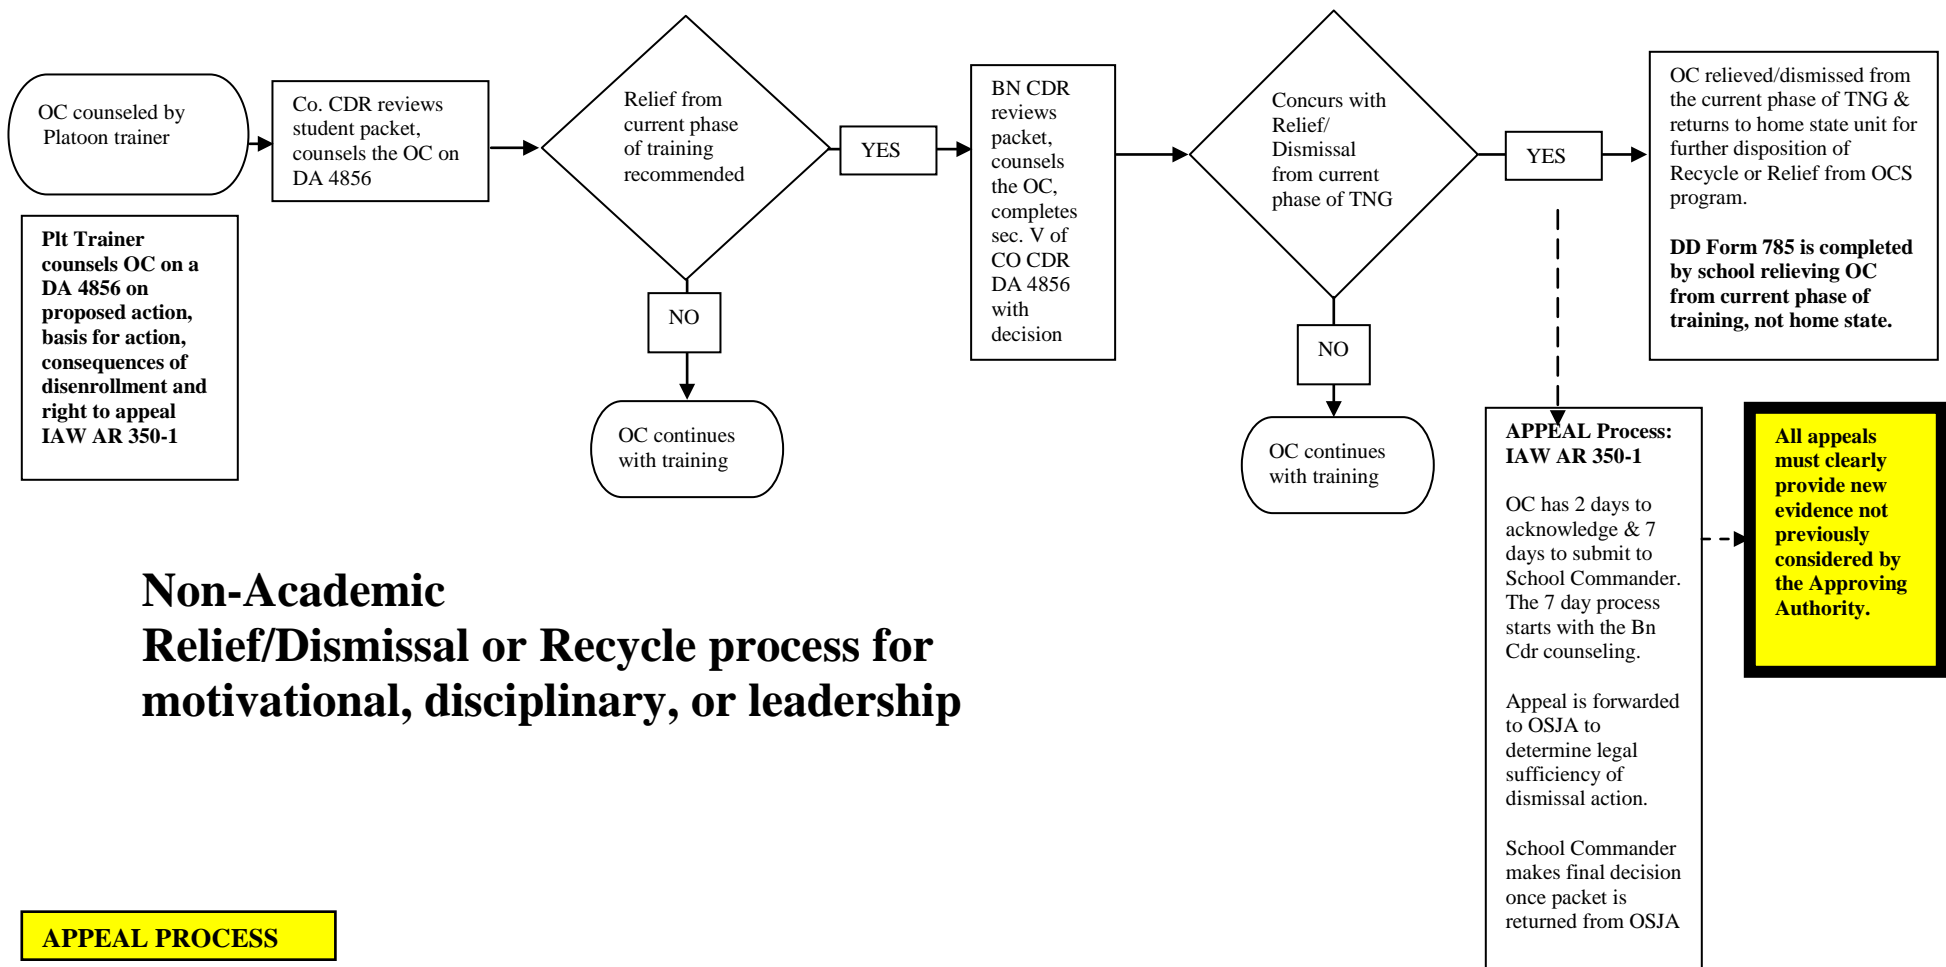 OC counseled by
Platoon trainer
Co. CDR reviews
student packet,
counsels the OC on
DA 4856
Relief from
current phase
of training
recommended
YES
BN CDR
reviews
packet,
counsels
the OC,
completes
sec. V of
CO CDR
DA 4856
with
decision
Concurs with
Relief/
Dismissal
from current
phase of TNG
YES
OC relieved/dismissed from
the current phase of TNG &
returns to home state unit for
further disposition of
Recycle or Relief from OCS
program.
DD Form 785 is completed
by school relieving OC
from current phase of
training, not home state.
Plt Trainer
counsels OC on a
DA 4856 on
proposed action,
basis for action,
consequences of
disenrollment and
right to appeal
IAW AR 350-1
NO
NO
OC continues
with training
OC continues
with training
APPEAL Process:
IAW AR 350-1
OC has 2 days to
acknowledge & 7
days to submit to
School Commander.
The 7 day process
starts with the Bn
Cdr counseling.
Appeal is forwarded
to OSJA to
determine legal
sufficiency of
dismissal action.
School Commander
makes final decision
once packet is
returned from OSJA
All appeals
must clearly
provide new
evidence not
previously
considered by
the Approving
Authority.
Non-Academic
Relief/Dismissal or Recycle process for
motivational, disciplinary, or leadership
APPEAL PROCESS